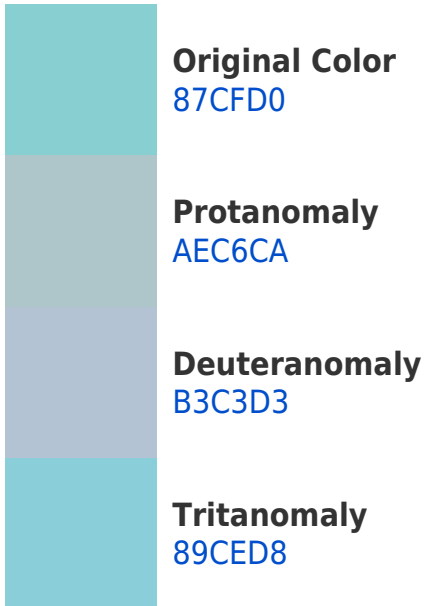 Original Color
87CFD0
Protanomaly
AEC6CA
Deuteranomaly
B3C3D3
Tritanomaly
89CED8